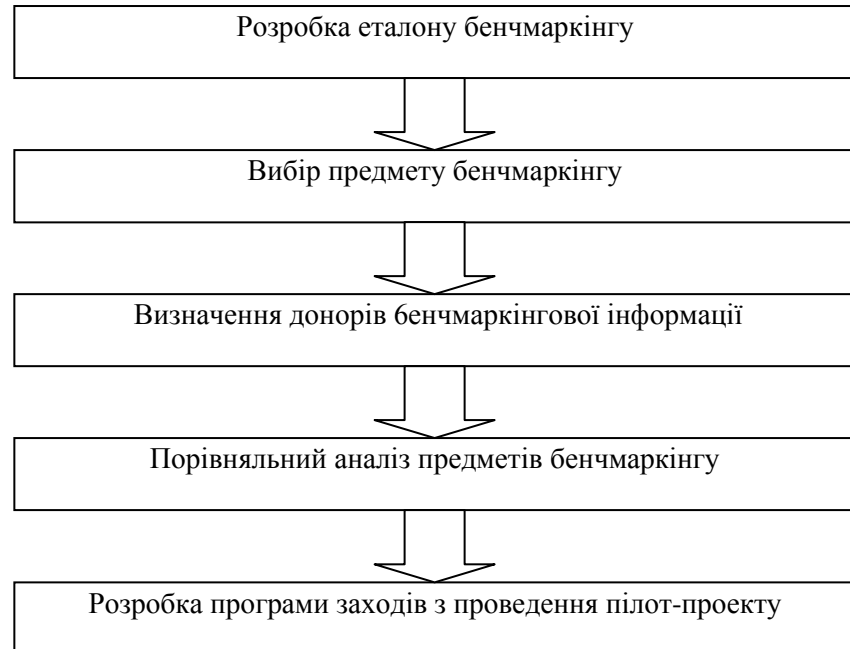 Розробка еталону бенчмаркінгу
Вибір предмету бенчмаркінгу
Визначення донорів бенчмаркінгової інформації
Порівняльний аналіз предметів бенчмаркінгу
Розробка програми заходів з проведення пілот-проекту